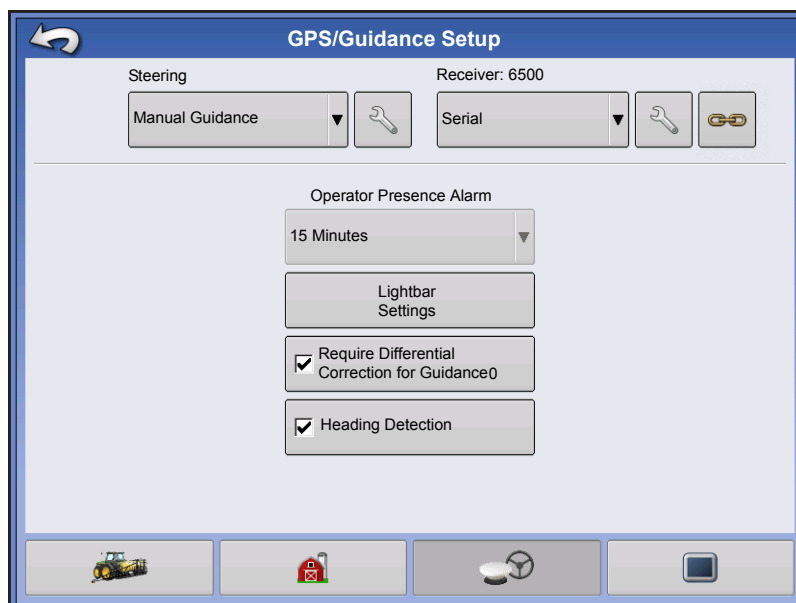 GPS/Guidance Setup
Steering
Receiver: 6500
Manual Guidance
Serial
Operator Presence Alarm
15 Minutes
Lightbar
Settings
Require Differential
Correction for Guidance0
Heading Detection